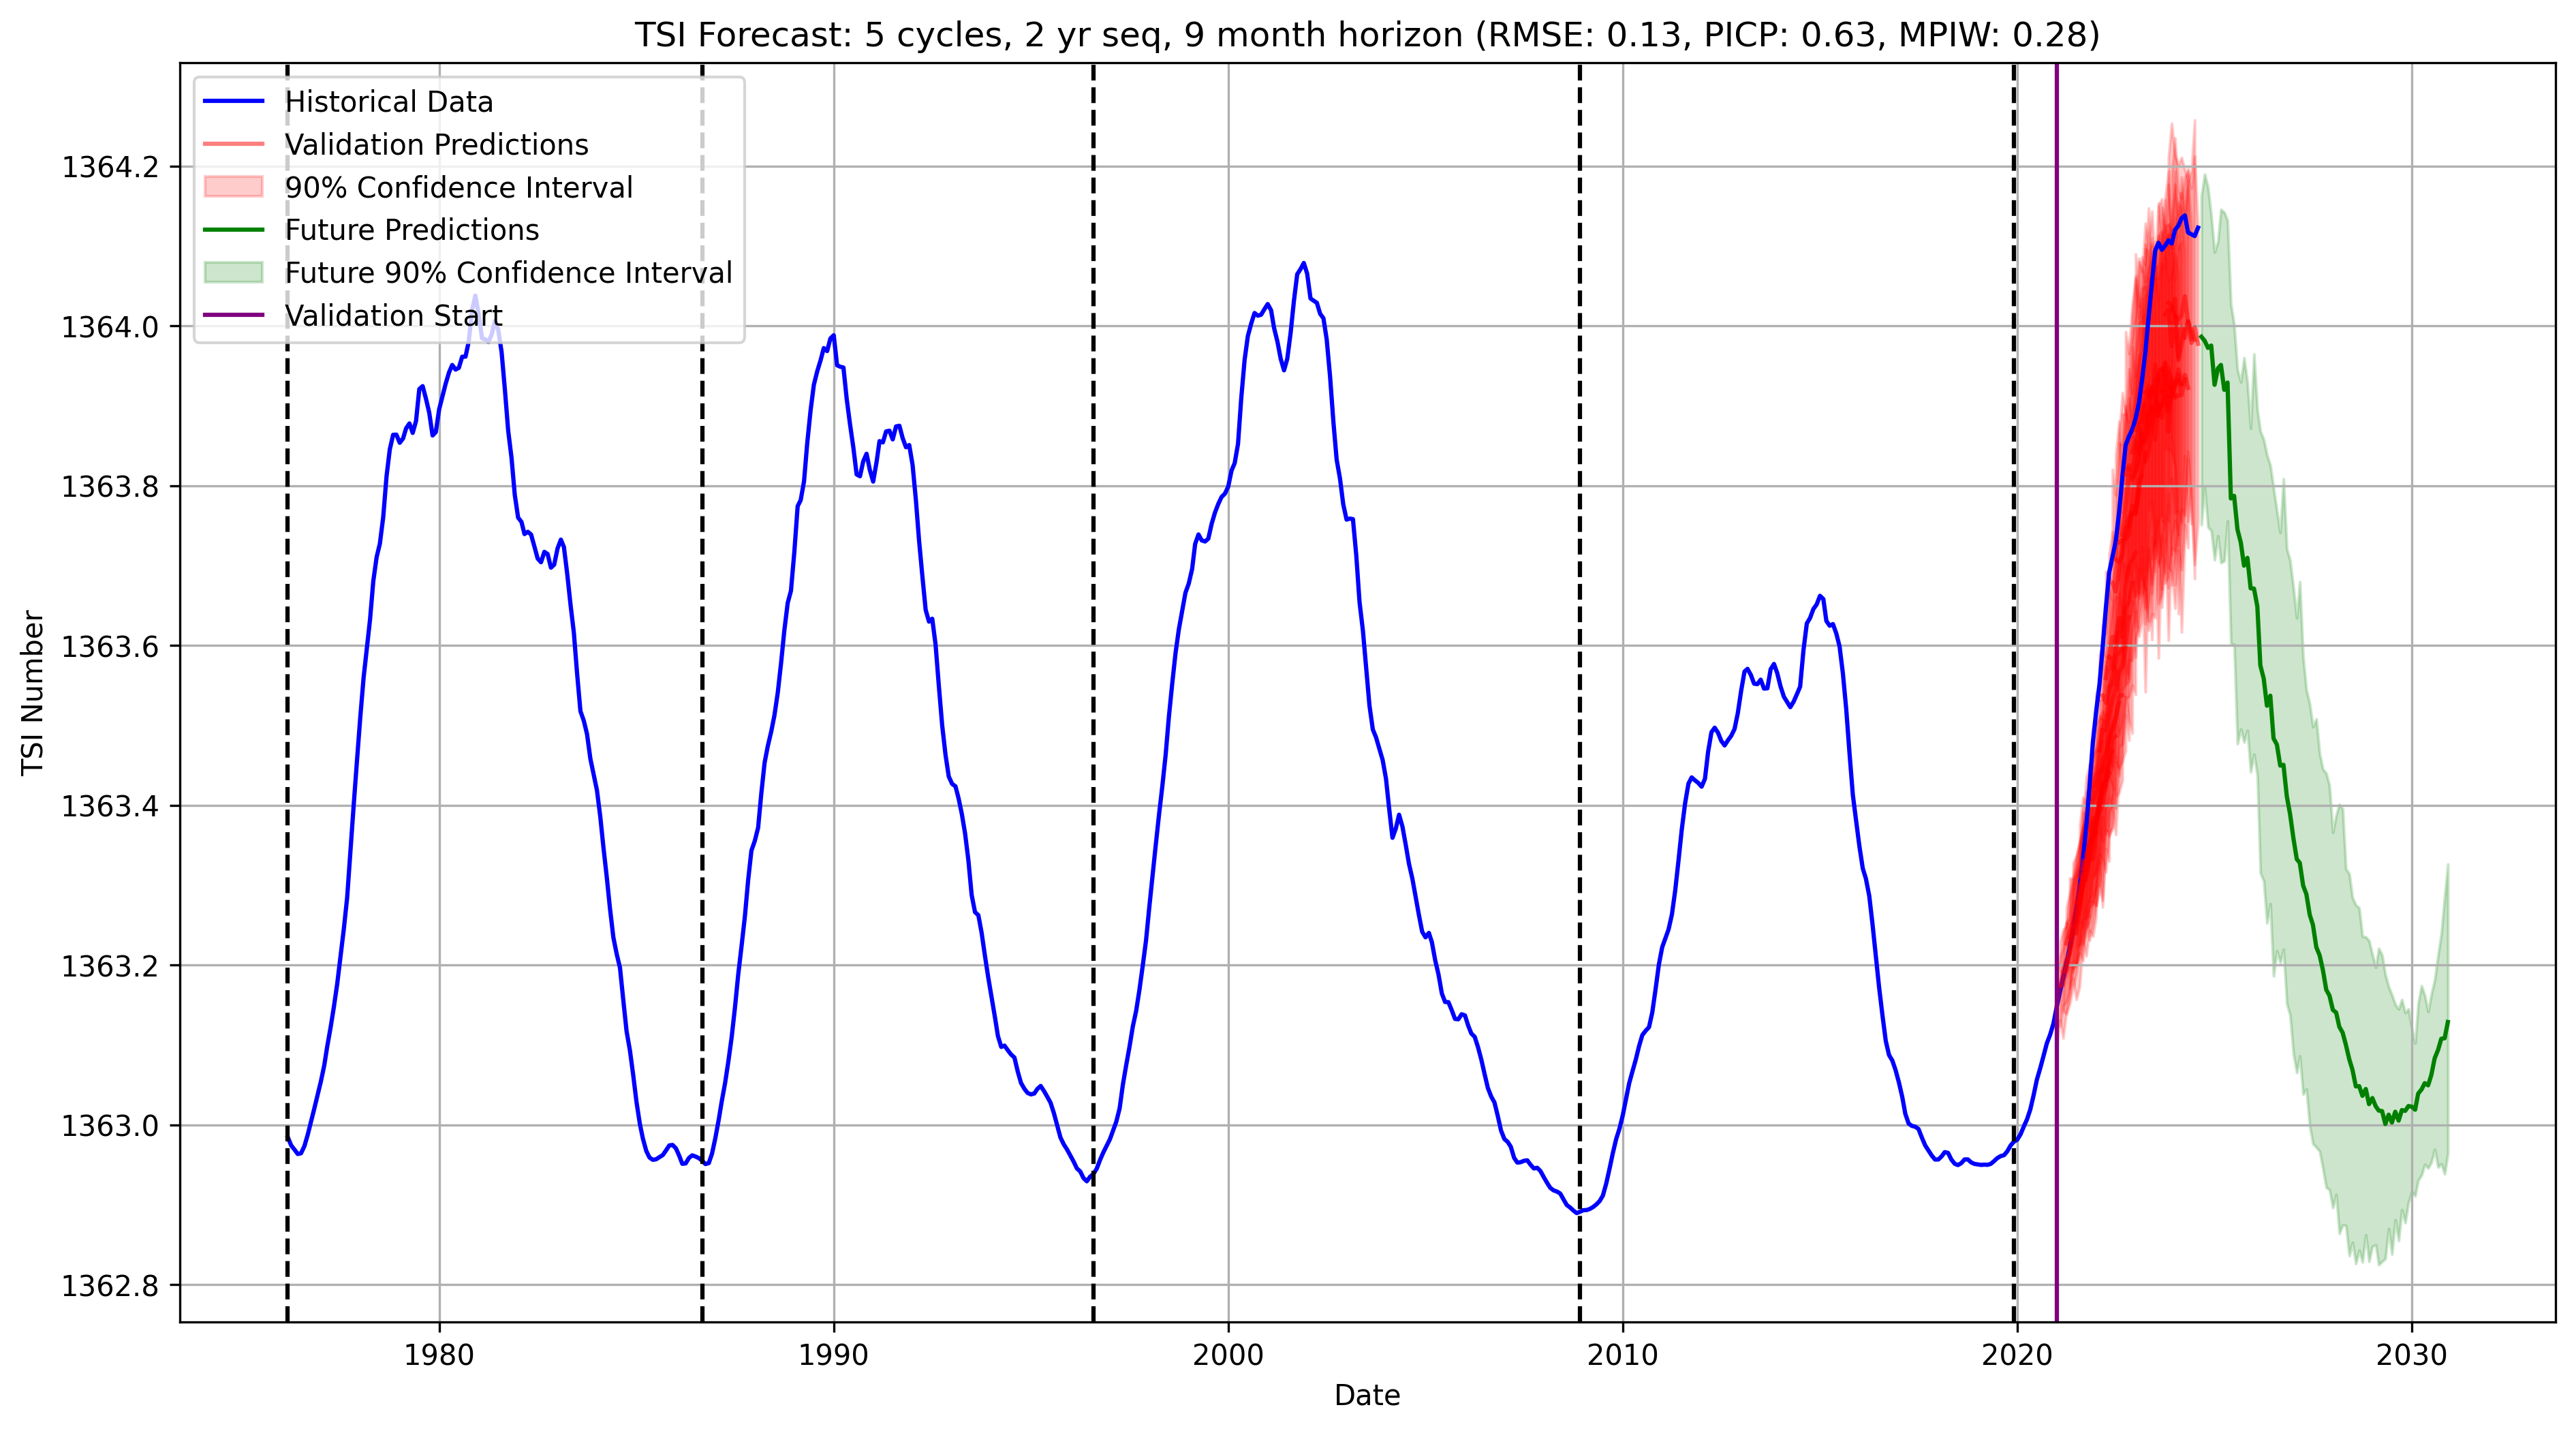 TSI Forecast: 5 cycles, 2 yr seq, 9 month horizon (RMSE: 0.13, PICP: 0.63, MPIW: 0.28)
Historical Data
Validation Predictions
90% Confidence Interval
Future Predictions
Future 90% Confidence Interval
Validation Start
TSI Number
1364.2
1364.0
1363.8
1363.6
1363.4
1363.2
1363.0
1362.8
1980
1990
2000
2010
2020
2030
Date